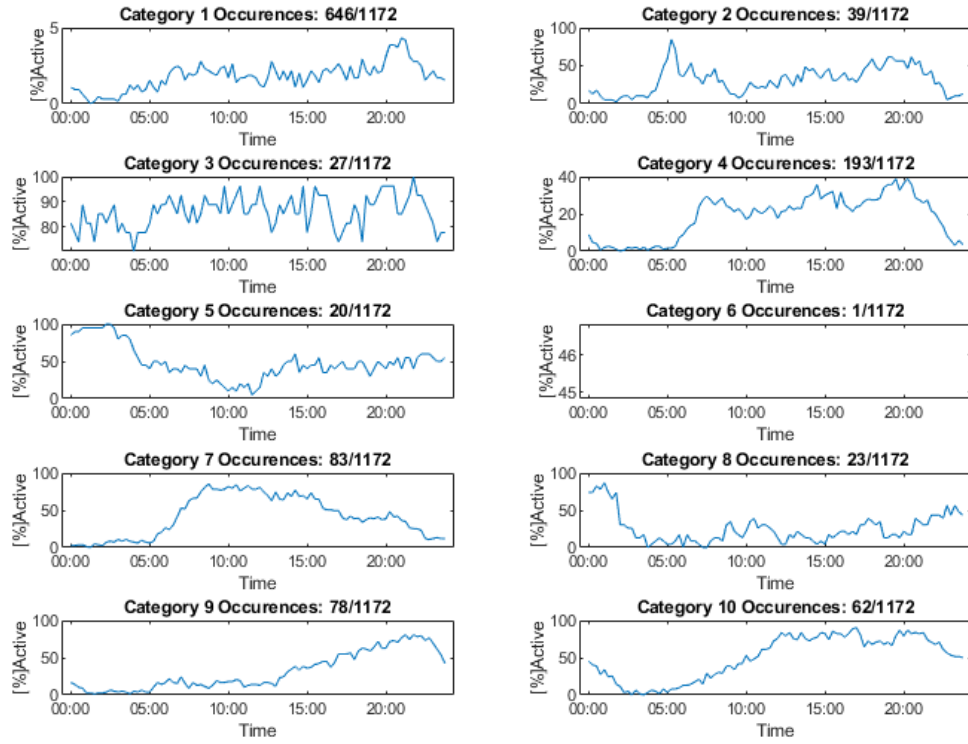 Category 1 Occurences: 646/1172
5
0
[%]Active
00:00 05:00 10:00 15:00 20:00
Time
Category 2 Occurences: 39/1172
100
50
0
[%]Active
00:00 05:00 10:00 15:00 20:00
Time
Category 3 Occurences: 27/1172
100
90
80
[%]Active
00:00 05:00 10:00 15:00 20:00
Time
Category 4 Occurences: 193/1172
40
20
0
[%]Active
00:00 05:00 10:00 15:00 20:00
Time
Category 5 Occurences: 20/1172
100
50
0
[%]Active
00:00 05:00 10:00 15:00 20:00
Time
Category 6 Occurences: 1/1172
46
45
[%]Active
00:00 05:00 10:00 15:00 20:00
Time
Category 7 Occurences: 83/1172
100
50
0
[%]Active
00:00 05:00 10:00 15:00 20:00
Time
Category 8 Occurences: 23/1172
100
50
0
[%]Active
00:00 05:00 10:00 15:00 20:00
Time
Category 9 Occurences: 78/1172
100
50
0
[%]Active
00:00 05:00 10:00 15:00 20:00
Time
Category 10 Occurences: 62/1172
100
50
0
[%]Active
00:00 05:00 10:00 15:00 20:00
Time